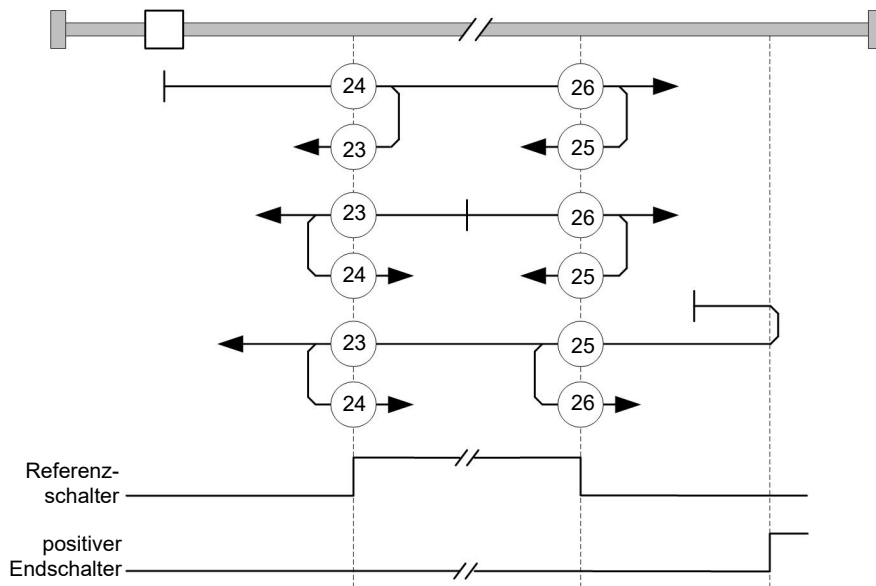 24 26
23 25
23 26
24 25
23 25
24 26
Referenz-
schalter
positiver
Endschalter